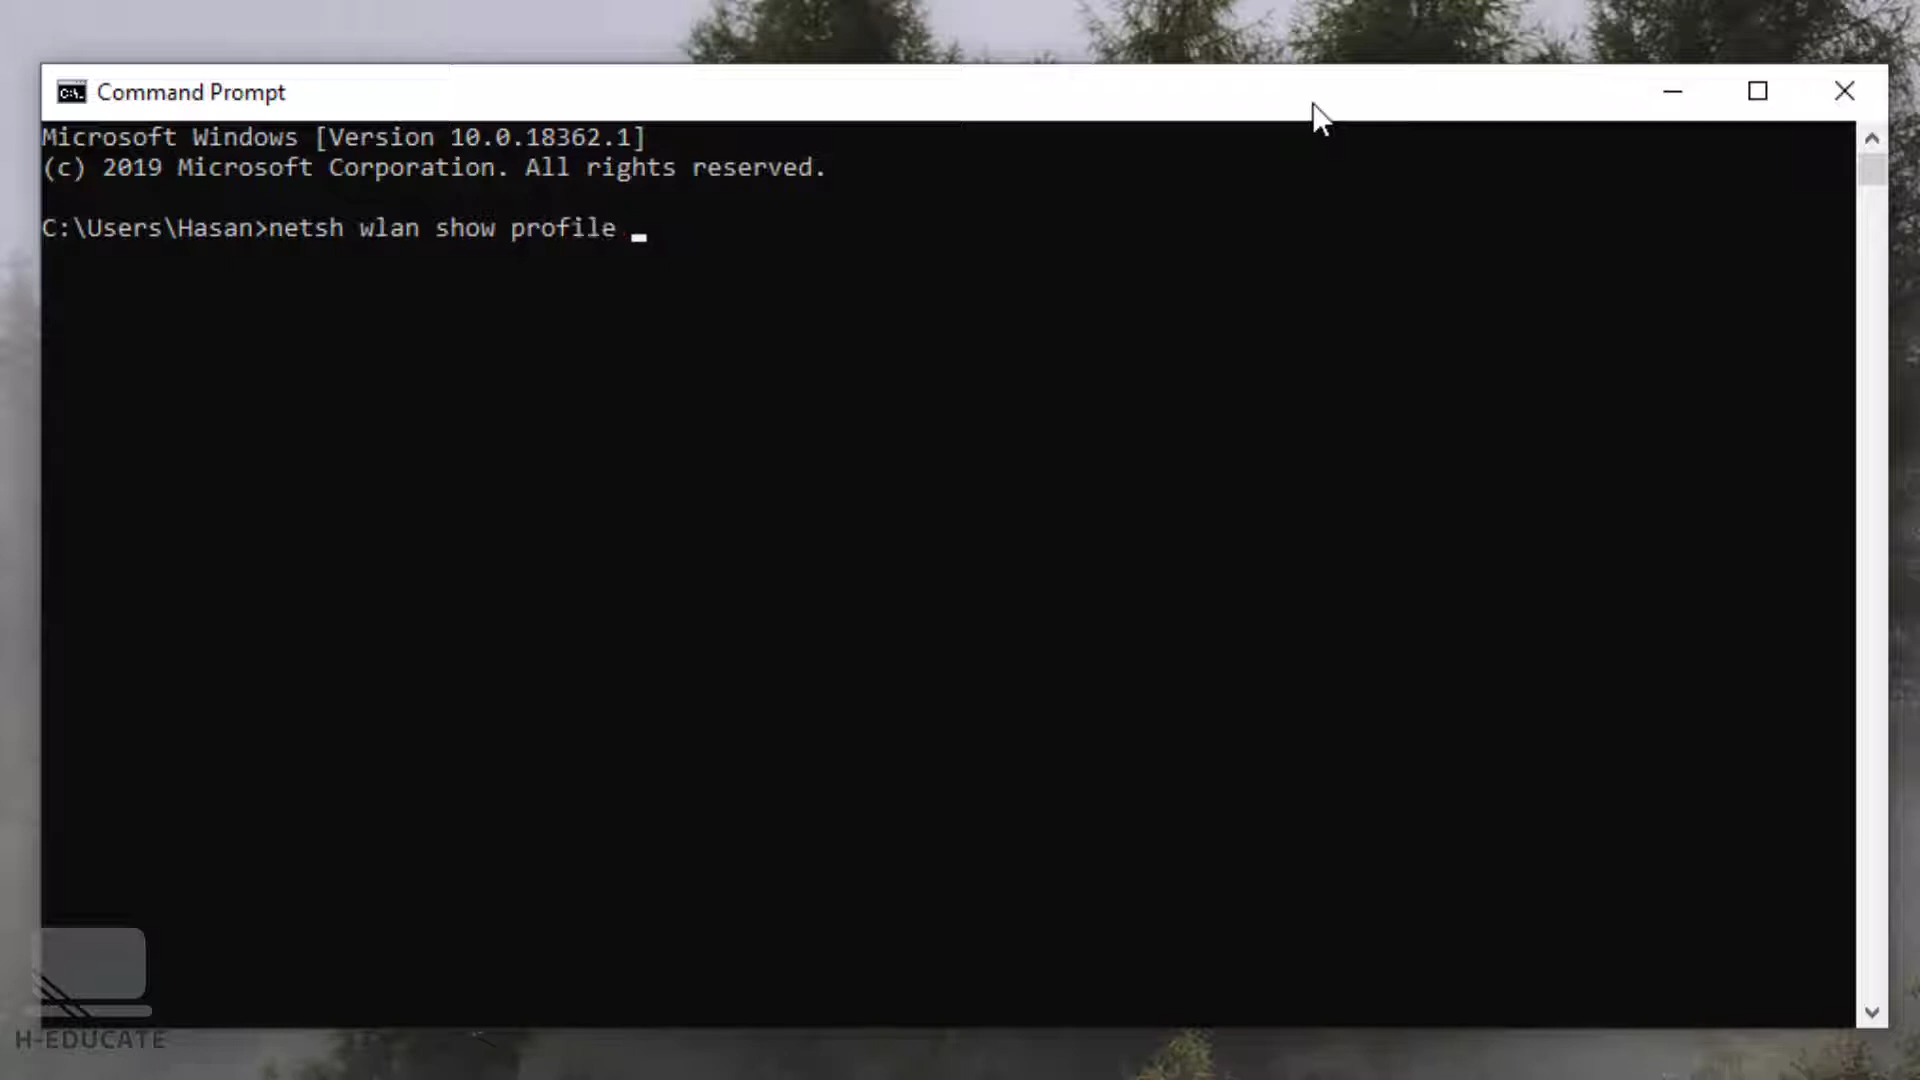 Command Prompt
Microsoft Windows [Version 10.0.18362.1]
(c) 2019 Microsoft Corporation. All rights reserved.
C:\Users\Hasan>netsh wlan show profile
H-EDUCATE